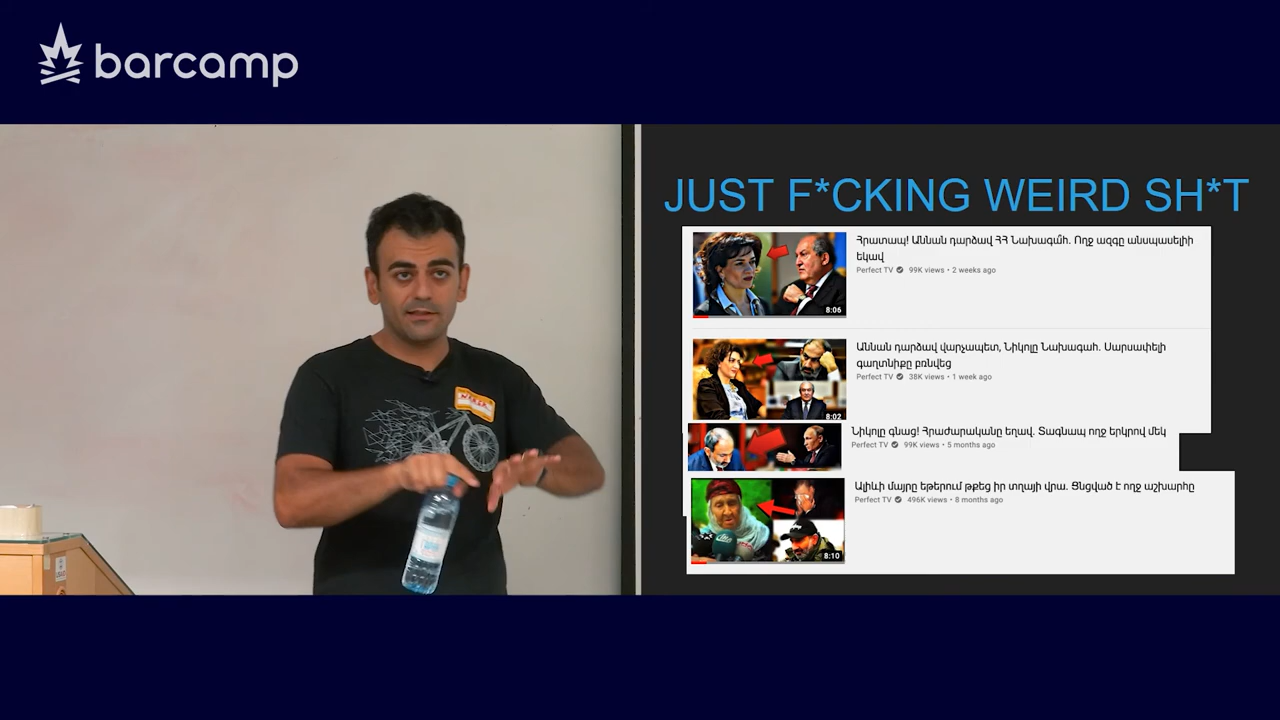 barcamp
JUST F*CKING WEIRD SH*T
Հրատապ! Աննան դարձավ ՀՀ Նախագահ. Ողջ ազգը անսպասելիի
եկավ
Perfect TV 99K views • 2 weeks ago
8:06
Աննան դարձավ վարչապետ, Նիկոլը Նախագահ. Սարսափելի
գաղտնիքը բռնվեց
Perfect TV 38K views • 1 week ago
8:02
Նիկոլը գնաց! Հրաժարականը եղավ. Տագնապ ողջ երկրով մեկ
Perfect TV 99K views • 5 months ago
Ալիևի մայրը եթերում թքեց իր տղայի վրա. Ցնցված է ողջ աշխարհը
Perfect TV 496K views • 8 months ago
8:10